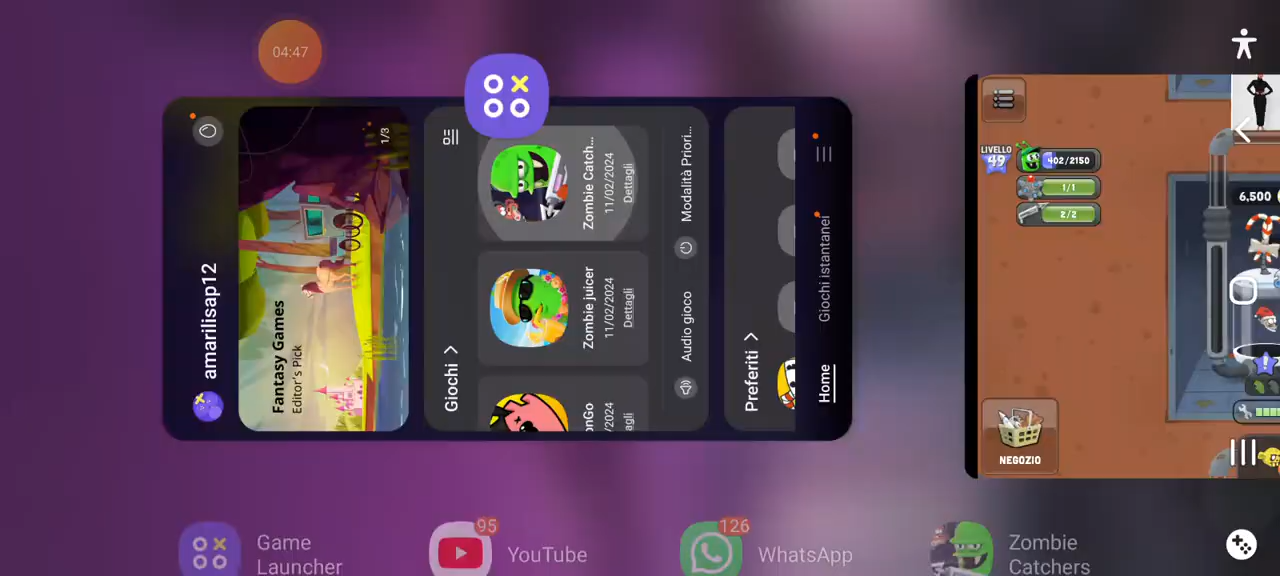 04:47
amarilisap12
Fantasy Games
Editor's Pick
1/3
Giochi >
Zombie Catch...
11/02/2024
Dettagli
Zombie juicer
11/02/2024
Dettagli
Modalità Priori...
Audio gioco
Preferiti >
Home
Giochi istantanei
LIVELLO
49
402/2150
1/1
2/2
6,500
NEGOZIO
Game
Launcher
95
YouTube
126
WhatsApp
Zombie
Catchers